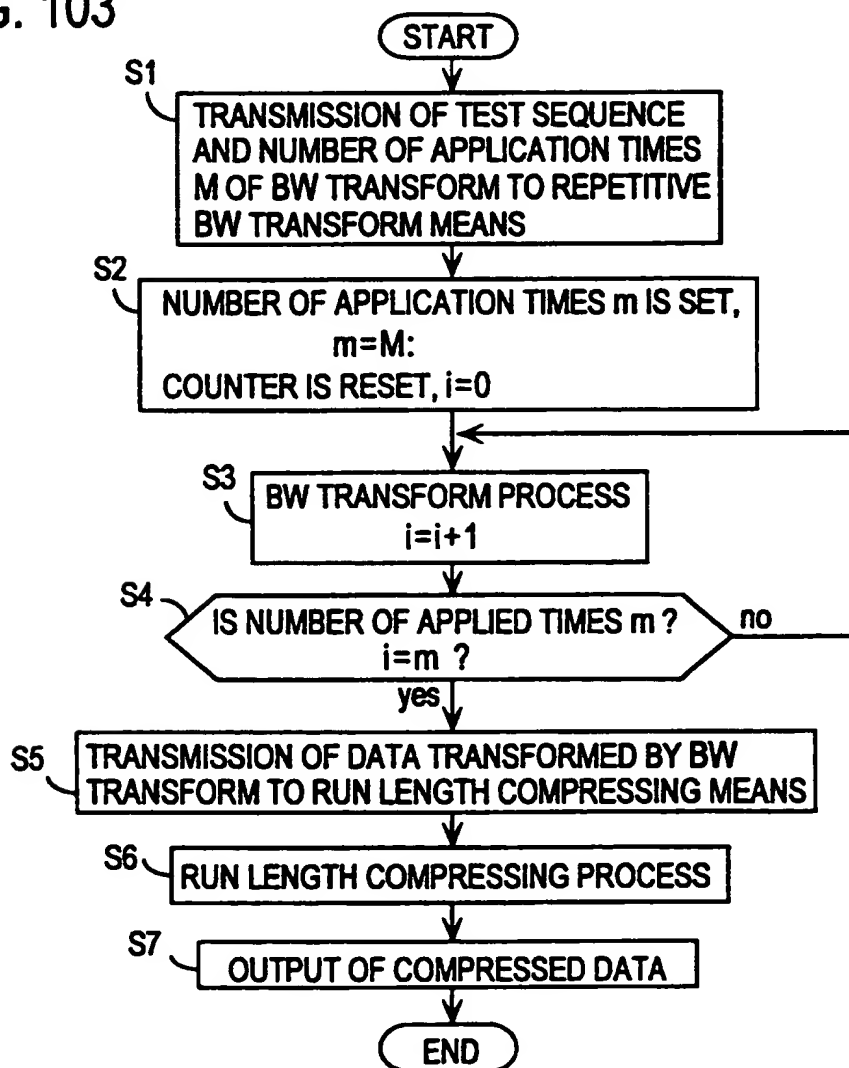 G. 103
START
S1
TRANSMISSION OF TEST SEQUENCE
AND NUMBER OF APPLICATION TIMES
M OF BW TRANSFORM TO REPETITIVE
BW TRANSFORM MEANS
S2
NUMBER OF APPLICATION TIMES m IS SET,
m=M:
COUNTER IS RESET, i=0
S3
BW TRANSFORM PROCESS
i=i+1
S4
IS NUMBER OF APPLIED TIMES m ?
i=m ?
no
yes
S5
TRANSMISSION OF DATA TRANSFORMED BY BW
TRANSFORM TO RUN LENGTH COMPRESSING MEANS
S6
RUN LENGTH COMPRESSING PROCESS
S7
OUTPUT OF COMPRESSED DATA
END